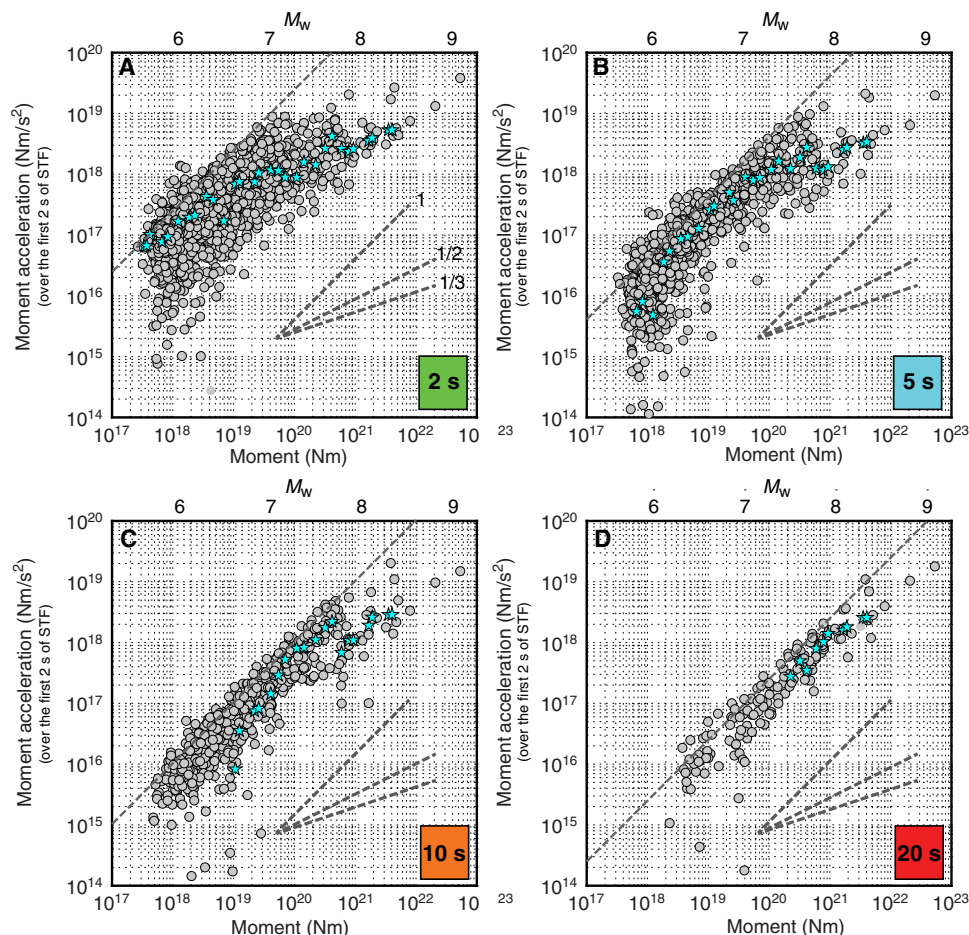 Mw
6 7 8 9
A
10^20
10^19
10^18
10^17
10^16
10^15
10^14
Moment acceleration (Nm/s^2)
(over the first 2 s of STF)
1
1/2
1/3
2 s
10^17 10^18 10^19 10^20 10^21 10^22 10 23
Moment (Nm)
Mw
6 7 8 9
B
10^20
10^19
10^18
10^17
10^16
10^15
10^14
Moment acceleration (Nm/s^2)
(over the first 2 s of STF)
5 s
10^17 10^18 10^19 10^20 10^21 10^22 10^23
Moment (Nm)
Mw
6 7 8 9
C
10^20
10^19
10^18
10^17
10^16
10^15
10^14
Moment acceleration (Nm/s^2)
(over the first 2 s of STF)
10 s
10^17 10^18 10^19 10^20 10^21 10^22 10 23
Moment (Nm)
Mw
6 7 8 9
D
10^20
10^19
10^18
10^17
10^16
10^15
10^14
Moment acceleration (Nm/s^2)
(over the first 2 s of STF)
20 s
10^17 10^18 10^19 10^20 10^21 10^22 10^23
Moment (Nm)